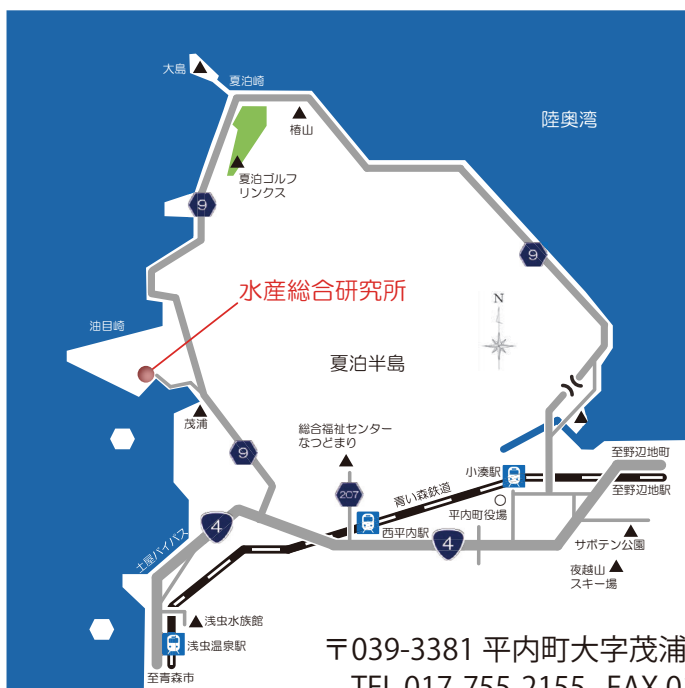 大島
夏泊崎
椿山
陸奥湾
夏泊ゴルフ
リンクス
9
9
水産総合研究所
N
油目崎
夏泊半島
茂浦
総合福祉センター
なつどまり
9
小湊駅
至野辺地町
至野辺地駅
207
青い森鉄道
平内町役場
4
西平内駅
4
サボテン公園
土屋バイパス
夜越山
スキー場
浅虫水族館
浅虫温泉駅
至青森市
〒039-3381 平内町大字茂浦